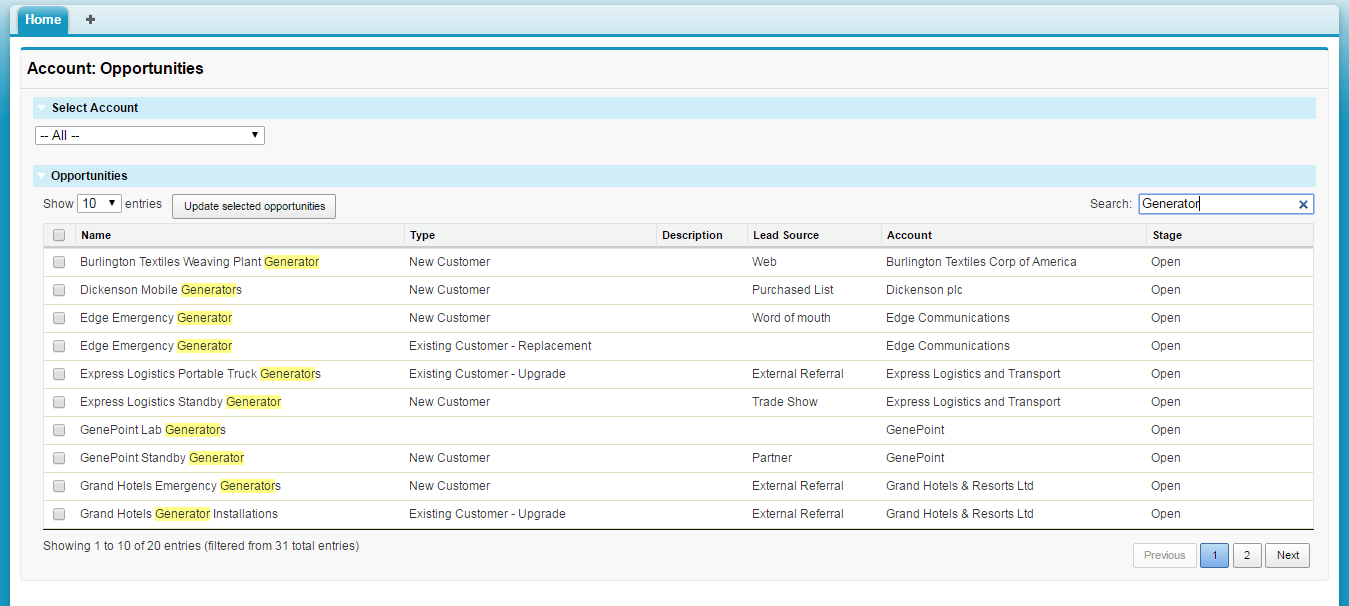 Home +
Account: Opportunities
Select Account
-- All --
Opportunities
Show 10 entries Update selected opportunities Search: Generator
Name Type Description Lead Source Account Stage
Burlington Textiles Weaving Plant Generator New Customer Web Burlington Textiles Corp of America Open
Dickenson Mobile Generators New Customer Purchased List Dickenson plc Open
Edge Emergency Generator New Customer Word of mouth Edge Communications Open
Edge Emergency Generator Existing Customer - Replacement Edge Communications Open
Express Logistics Portable Truck Generators Existing Customer - Upgrade External Referral Express Logistics and Transport Open
Express Logistics Standby Generator New Customer Trade Show Express Logistics and Transport Open
GenePoint Lab Generators GenePoint Open
GenePoint Standby Generator New Customer Partner GenePoint Open
Grand Hotels Emergency Generators New Customer External Referral Grand Hotels & Resorts Ltd Open
Grand Hotels Generator Installations Existing Customer - Upgrade External Referral Grand Hotels & Resorts Ltd Open
Showing 1 to 10 of 20 entries (filtered from 31 total entries)
Previous 1 2 Next